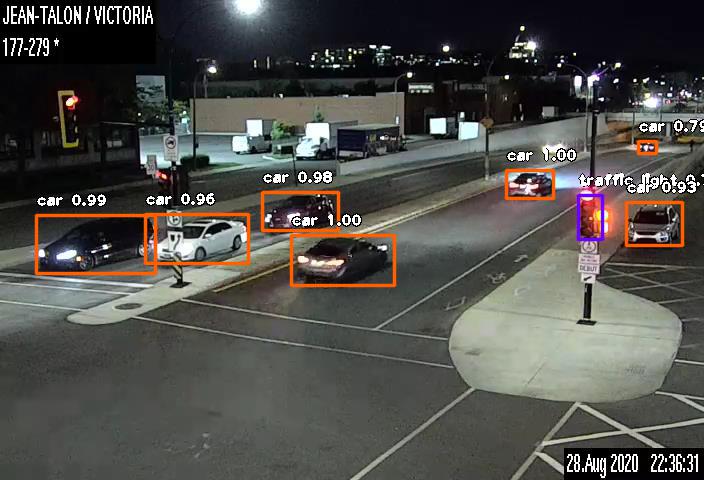 JEAN-TALON / VICTORIA
177-279 *
car 0.79
car 1.00
car 0.93
car 0.98
car 0.96
car 0.99
car 1.00
DÉBUT
28.Aug 2020 22:36:31